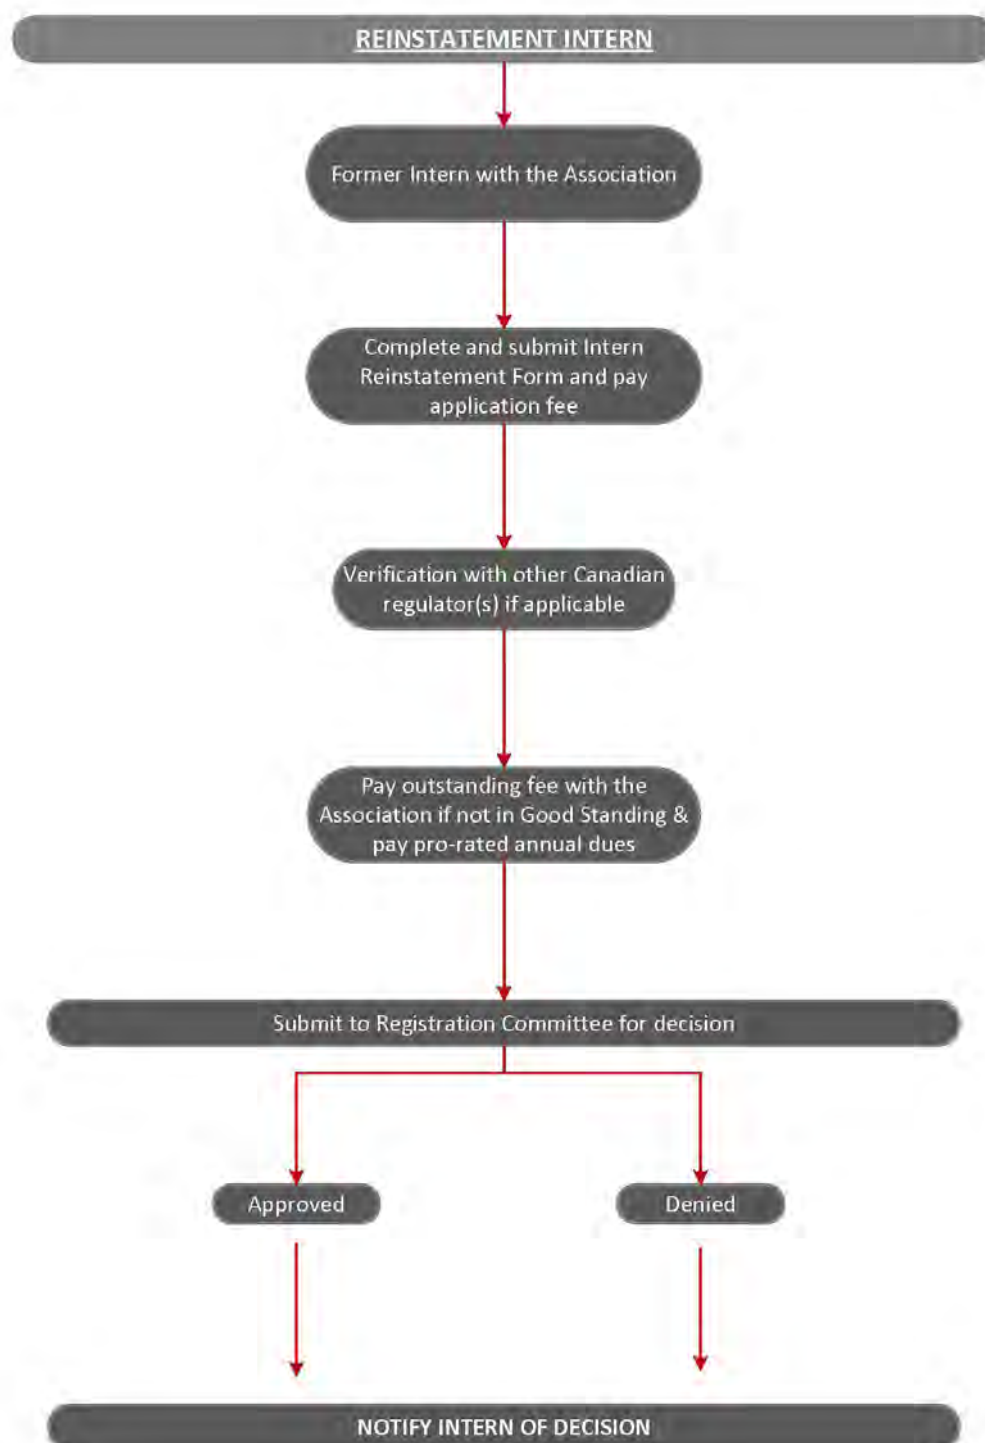 REINSTATEMENT INTERN
Former Intern with the Association
Complete and submit Intern
Reinstatement Form and pay
application fee
Verification with other Canadian
regulator(s) if applicable
Pay outstanding fee with the
Association if not in Good Standing &
pay pro-rated annual dues
Submit to Registration Committee for decision
Approved
Denied
NOTIFY INTERN OF DECISION